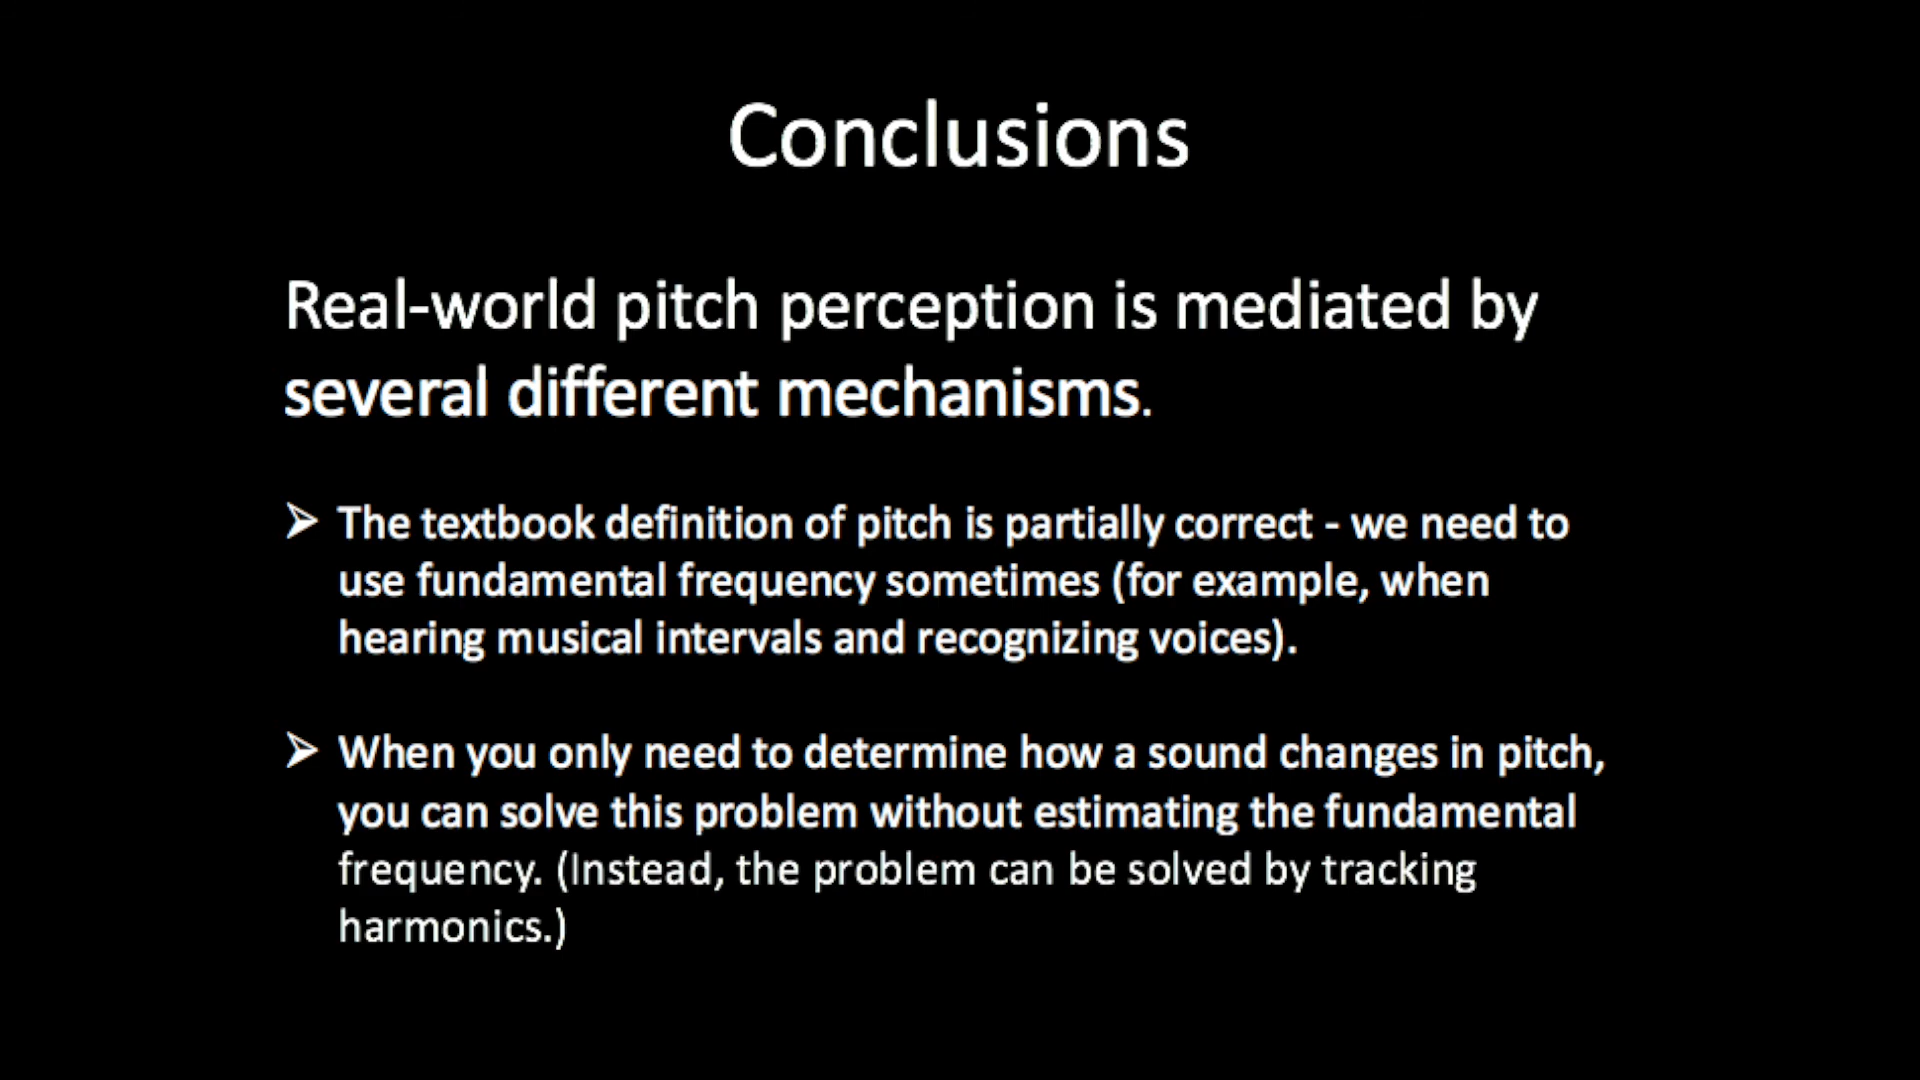 Conclusions
Real-world pitch perception is mediated by
several different mechanisms.
➢ The textbook definition of pitch is partially correct - we need to
use fundamental frequency sometimes (for example, when
hearing musical intervals and recognizing voices).
➢ When you only need to determine how a sound changes in pitch,
you can solve this problem without estimating the fundamental
frequency. (Instead, the problem can be solved by tracking
harmonics.)